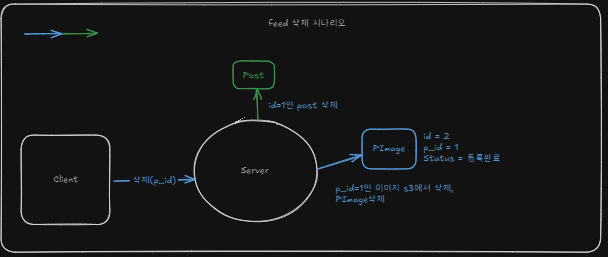 feed 삭제 시나리오
Post
id=1인 post 삭제
Client
삭제(p_id)
Server
PImage
id = 2
p_id = 1
Status = 등록완료
p_id=1인 이미지 s3에서 삭제,
PImage삭제